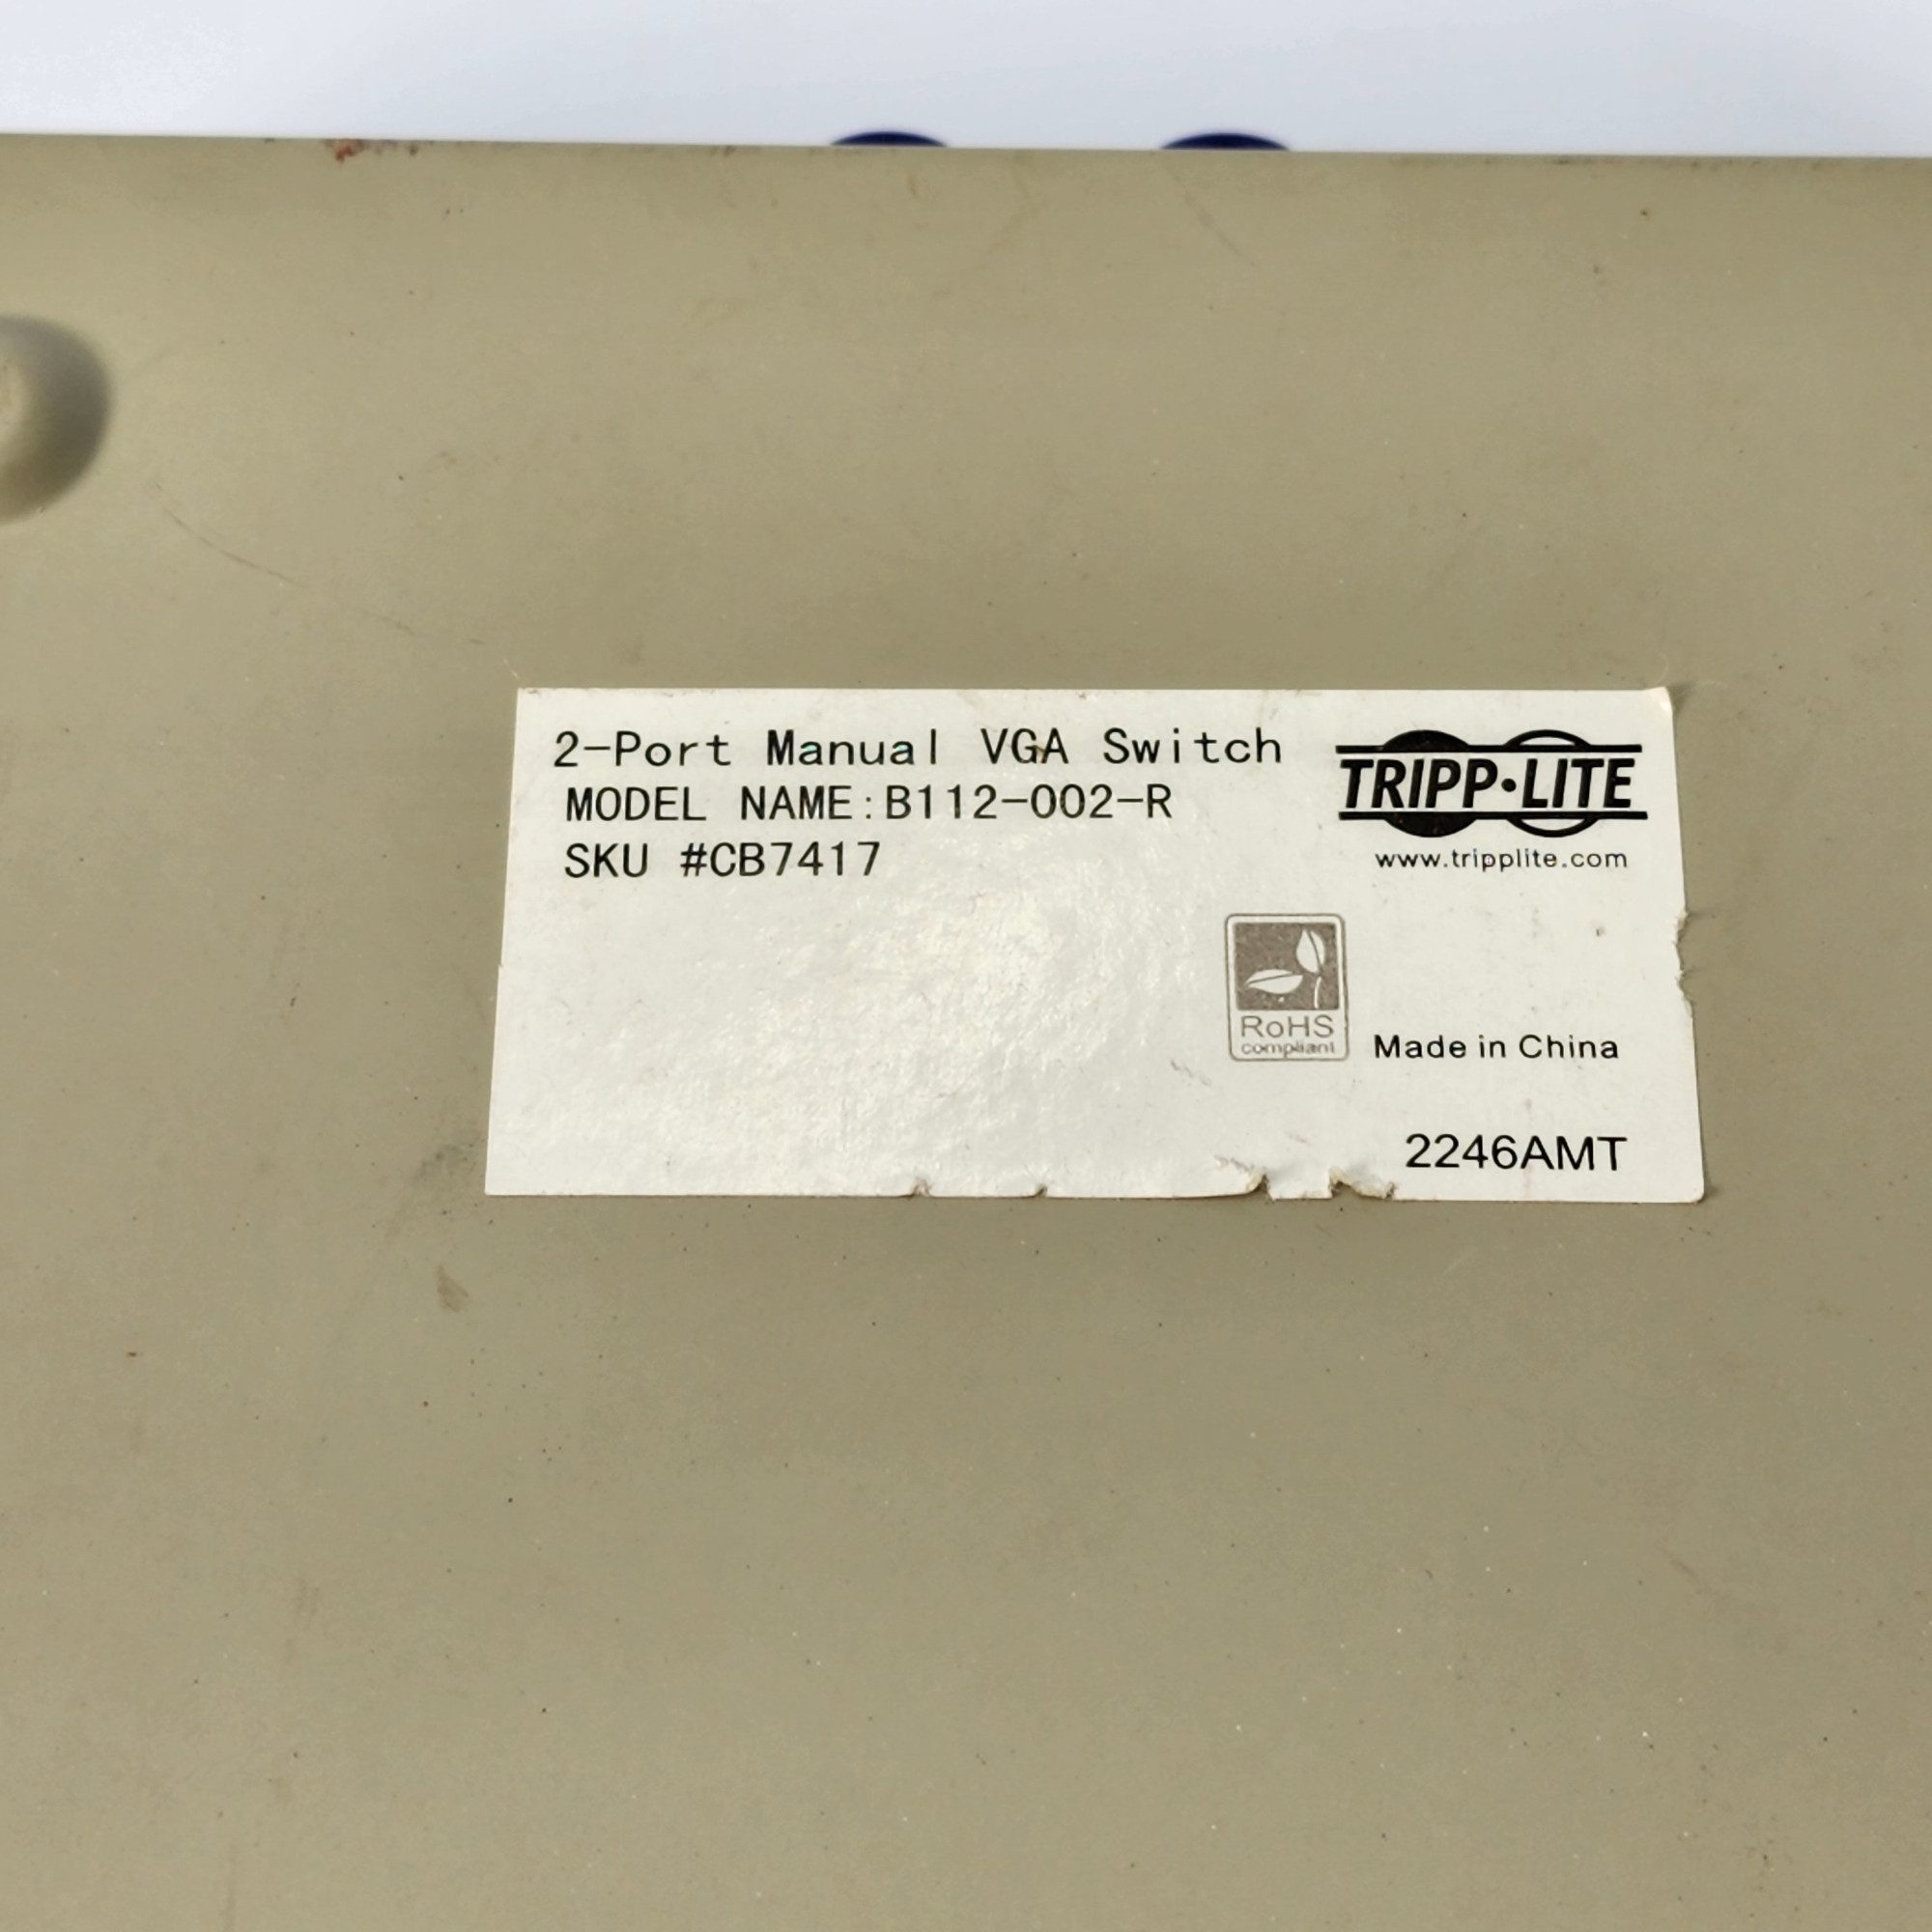 2-Port Manual VGA Switch
MODEL NAME:B112-002-R
SKU #CB7417
TRIPP·LITE
www.tripplite.com
RoHS
compliant
Made in China
2246AMT